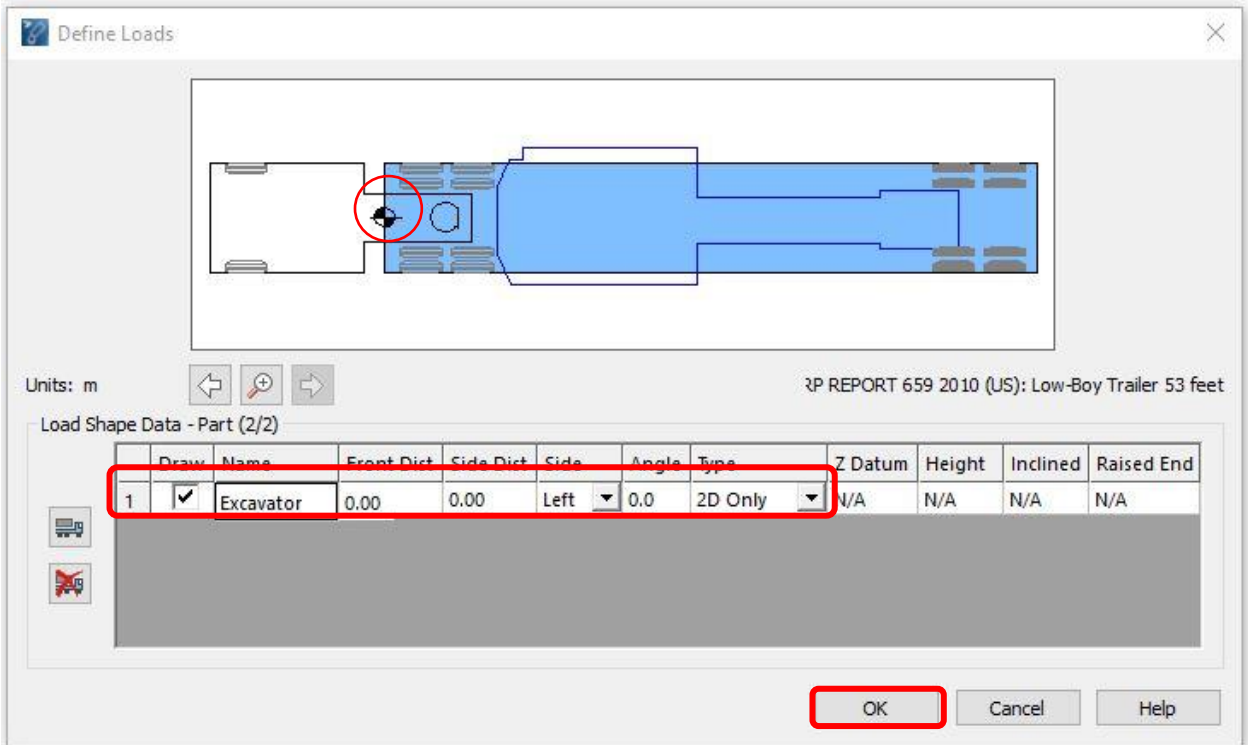 Define Loads
Units: m
RP REPORT 659 2010 (US): Low-Boy Trailer 53 feet
Load Shape Data - Part (2/2)
Draw Name Front Dist Side Dist Side Angle Type Z Datum Height Inclined Raised End
1 Excavator 0.00 0.00 Left 0.0 2D Only N/A N/A N/A N/A
OK Cancel Help